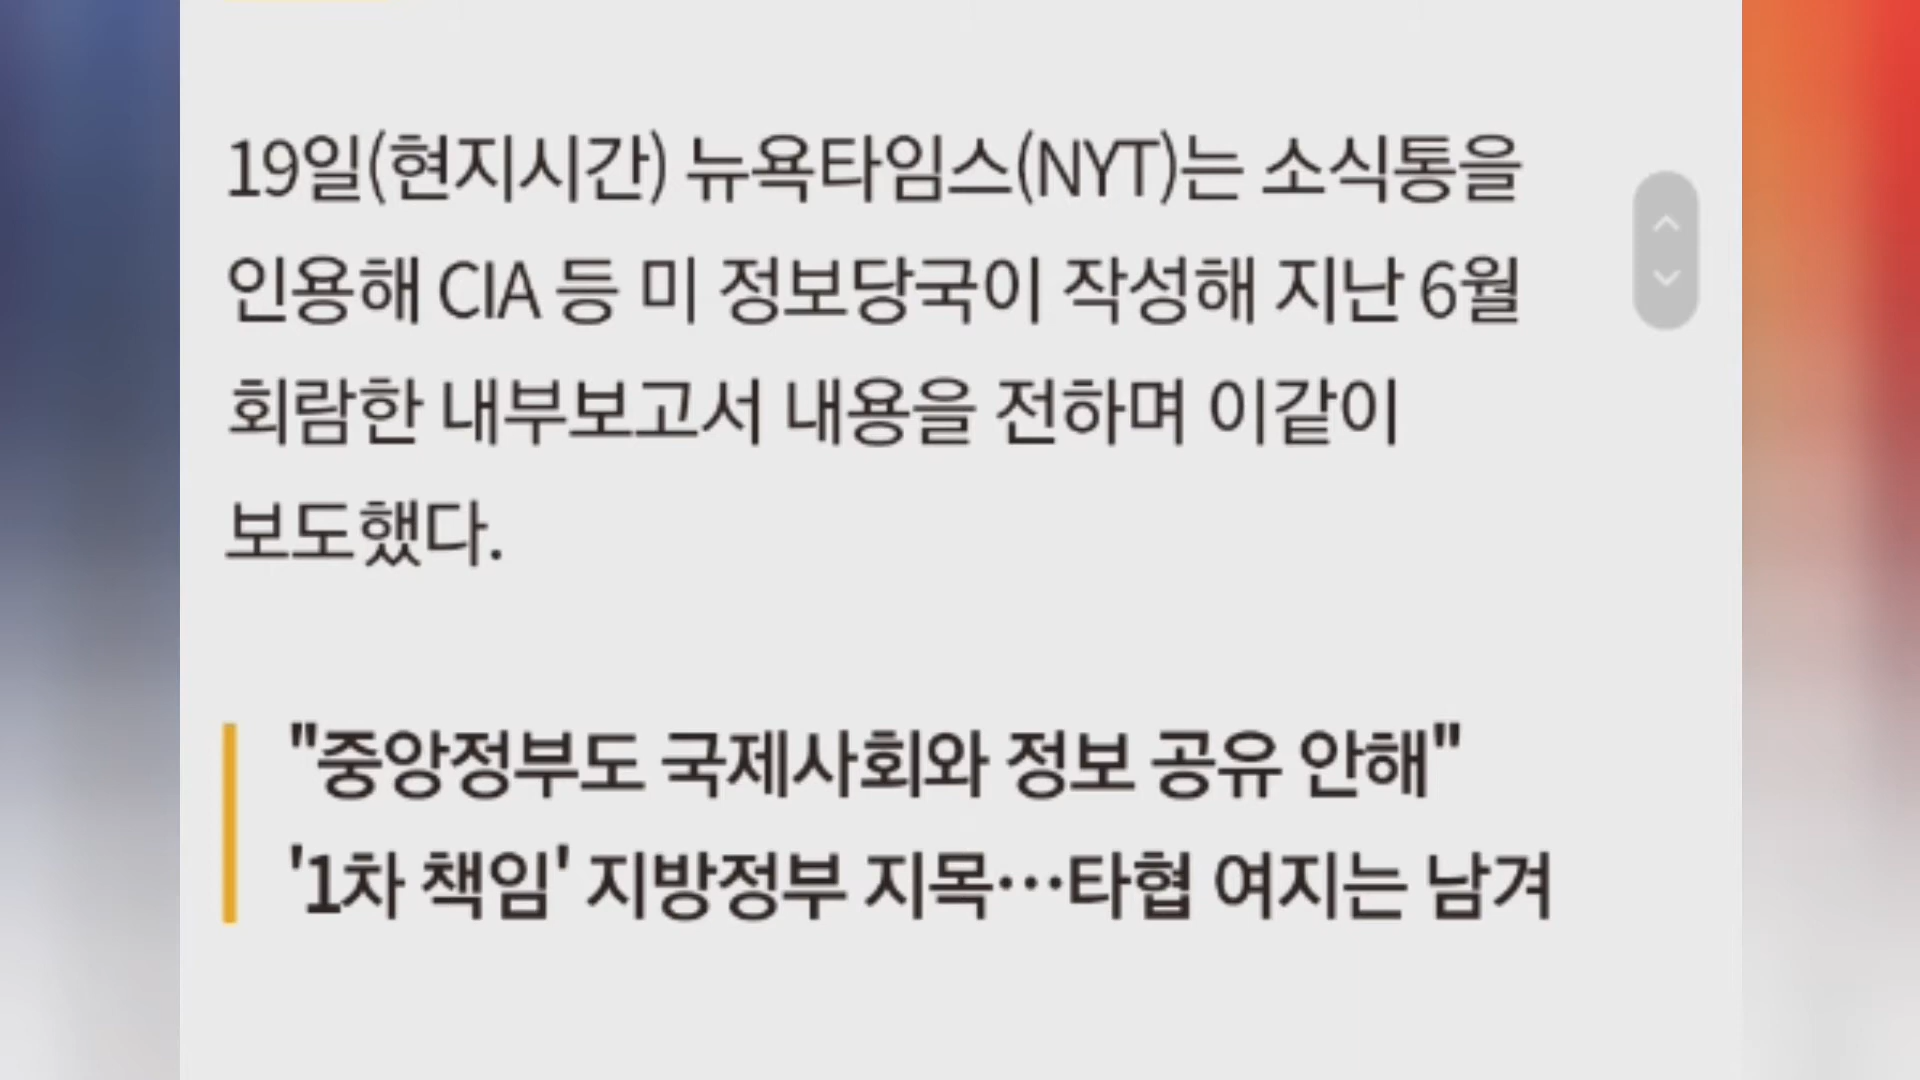 19일(현지시간) 뉴욕타임스(NYT)는 소식통을
인용해 CIA 등 미 정보당국이 작성해 지난 6월
회람한 내부보고서 내용을 전하며 이같이
보도했다.
"중앙정부도 국제사회와 정보 공유 안해"
'1차 책임' 지방정부 지목…타협 여지는 남겨